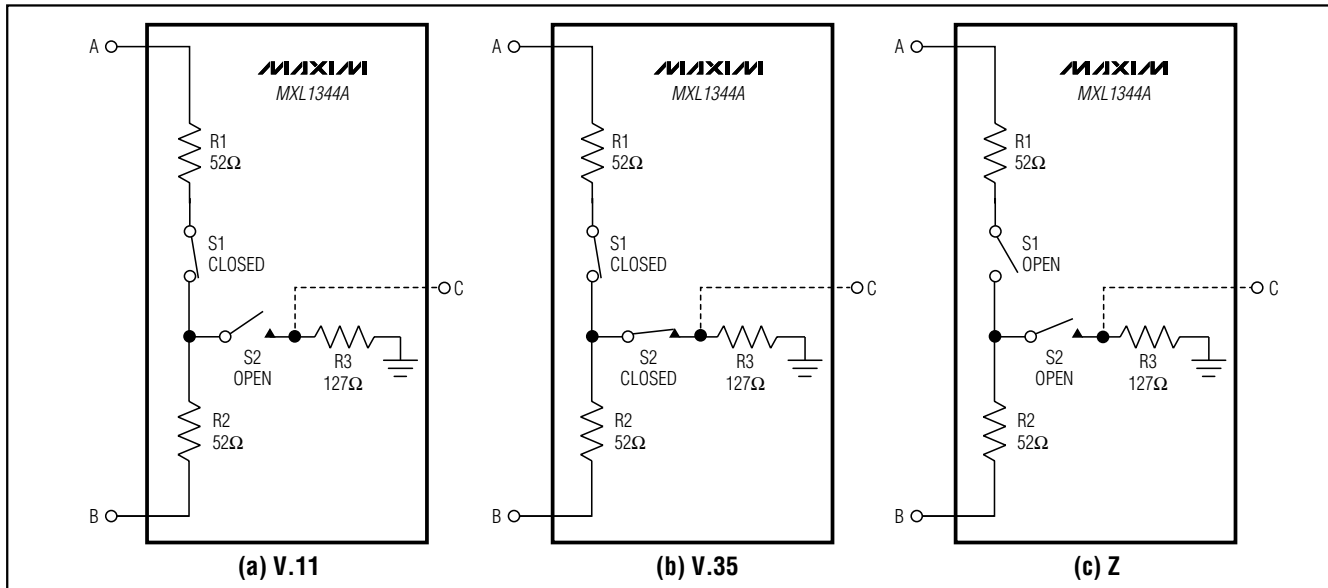 MAXIM
MXL1344A
A
R1
52Ω
S1
CLOSED
C
S2
OPEN
R3
127Ω
R2
52Ω
B
(a) V.11
MAXIM
MXL1344A
A
R1
52Ω
S1
CLOSED
C
S2
CLOSED
R3
127Ω
R2
52Ω
B
(b) V.35
MAXIM
MXL1344A
A
R1
52Ω
S1
OPEN
C
S2
OPEN
R3
127Ω
R2
52Ω
B
(c) Z